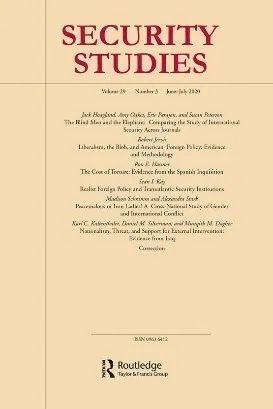 SECURITY
STUDIES
Volume 29 Number 3 June-July 2020
Jack Hoagland, Amy Oakes, Eric Parajon, and Susan Peterson
The Blind Men and the Elephant: Comparing the Study of International
Security Across Journals
Robert Jervis
Liberalism, the Blob, and American Foreign Policy: Evidence
and Methodology
Ron E. Hassner
The Cost of Torture: Evidence from the Spanish Inquisition
Sean I. Kay
Realist Foreign Policy and Transatlantic Security Institutions
Madison Schramm and Alexandra Stark
Peacemakers or Iron Ladies? A Cross-National Study of Gender
and International Conflict
Karl C. Kaltenthaler, Daniel M. Silverman, and Munqith M. Dagher
Nationalism, Threat, and Support for External Intervention:
Evidence from Iraq
Correction
ISSN 0963-6412
Routledge
Taylor & Francis Group